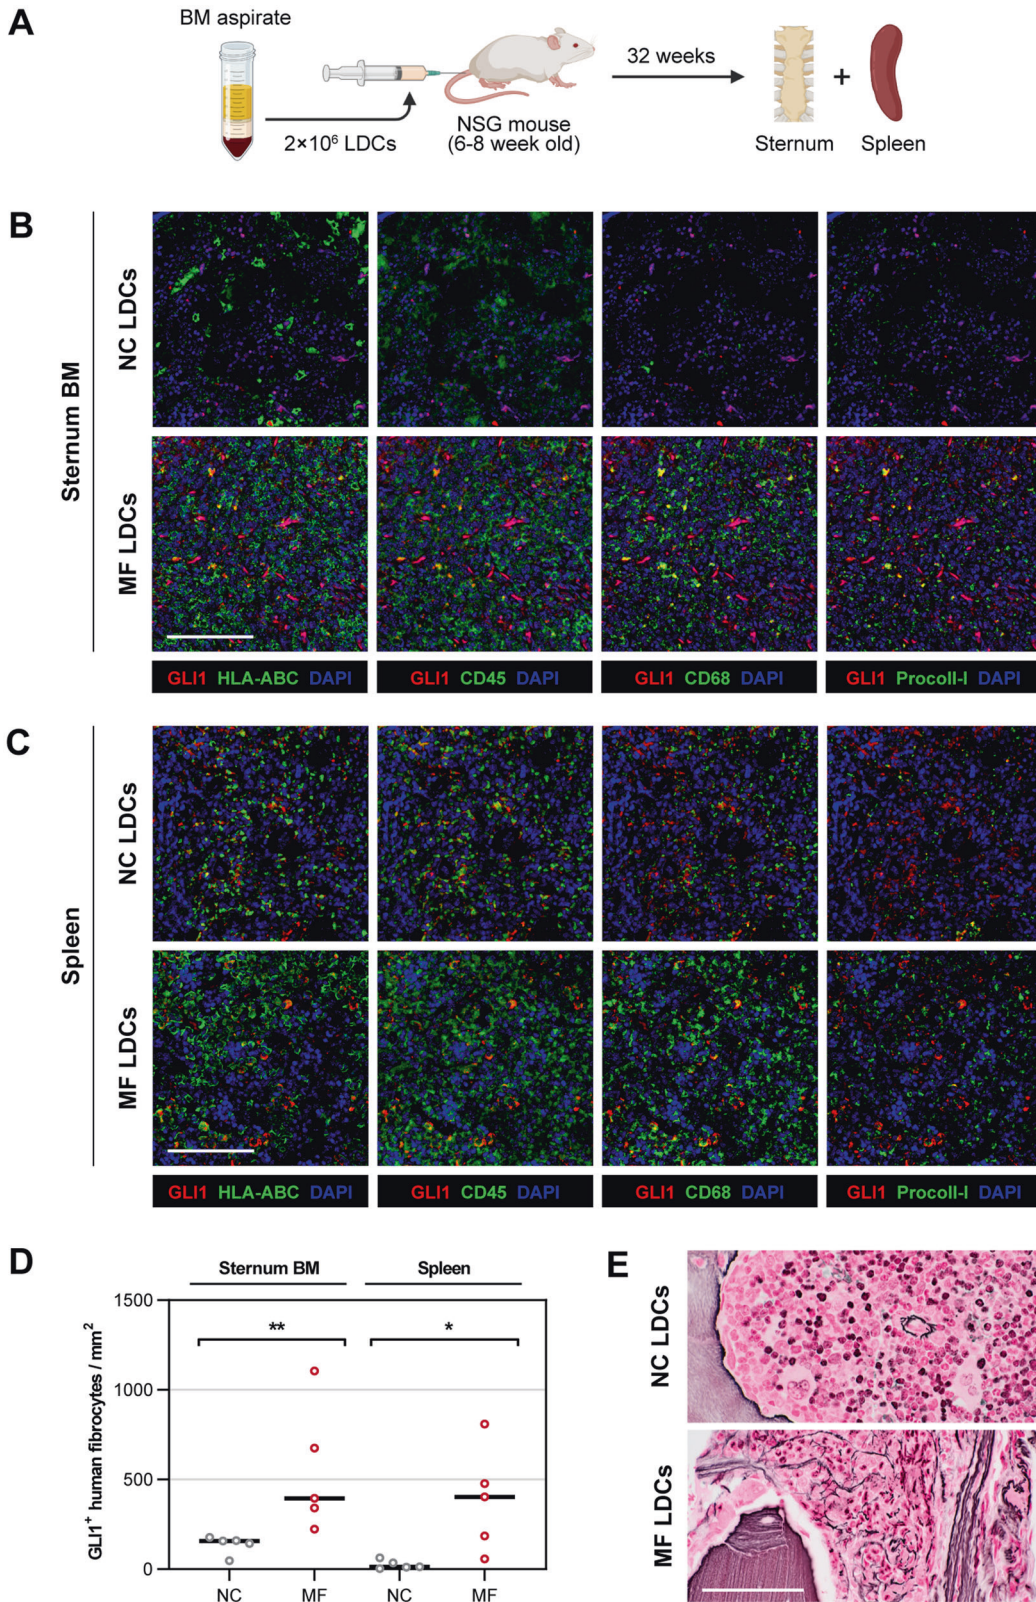 A
BM aspirate
2×10⁶ LDCs
NSG mouse
(6-8 week old)
32 weeks
Sternum
+
Spleen
B
Sternum BM
NC LDCs
MF LDCs
GLI1 HLA-ABC DAPI
GLI1 CD45 DAPI
GLI1 CD68 DAPI
GLI1 Procoll-I DAPI
C
Spleen
NC LDCs
MF LDCs
GLI1 HLA-ABC DAPI
GLI1 CD45 DAPI
GLI1 CD68 DAPI
GLI1 Procoll-I DAPI
D
Sternum BM
Spleen
GLI1⁺ human fibrocytes / mm²
1500
1000
500
0
**
*
NC
MF
NC
MF
E
NC LDCs
MF LDCs